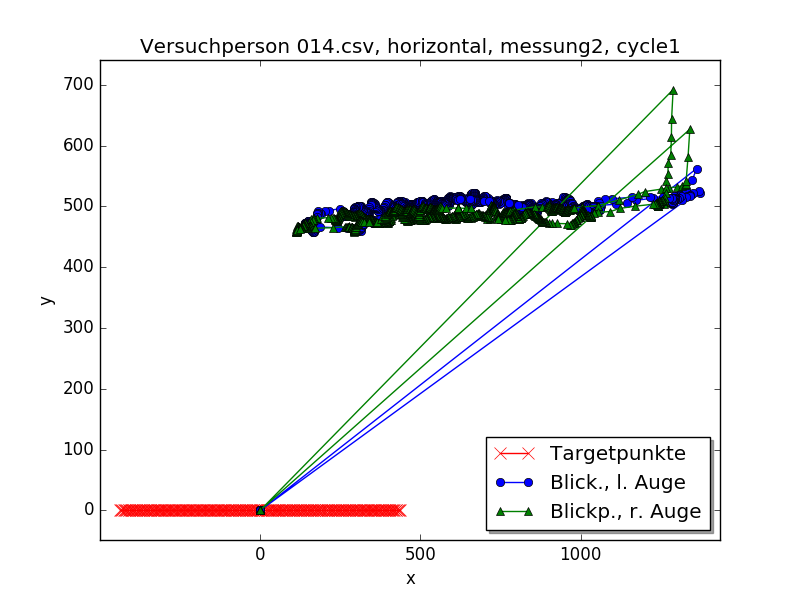 Versuchperson 014.csv, horizontal, messung2, cycle1
700
600
500
400
300
200
100
0
y
0
500
1000
x
Targetpunkte
Blick., l. Auge
Blickp., r. Auge